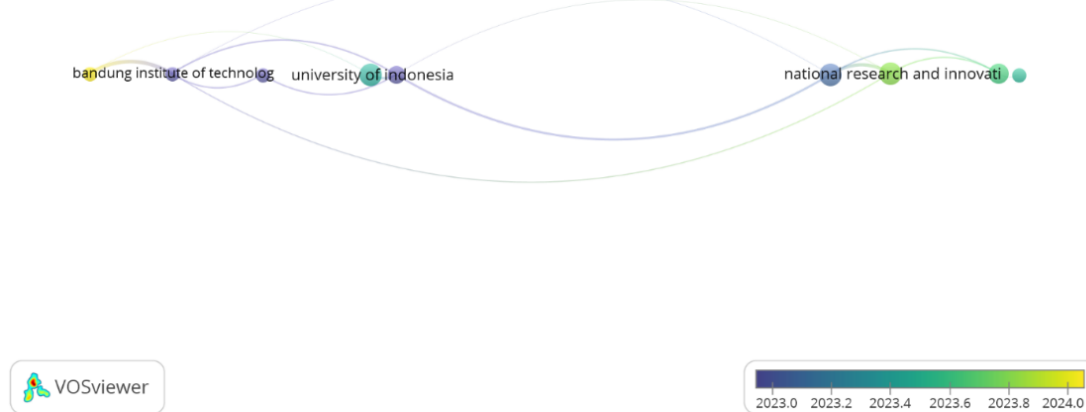 bandung institute of technolog
university of indonesia
national research and innovati
VOSviewer
2023.0 2023.2 2023.4 2023.6 2023.8 2024.0